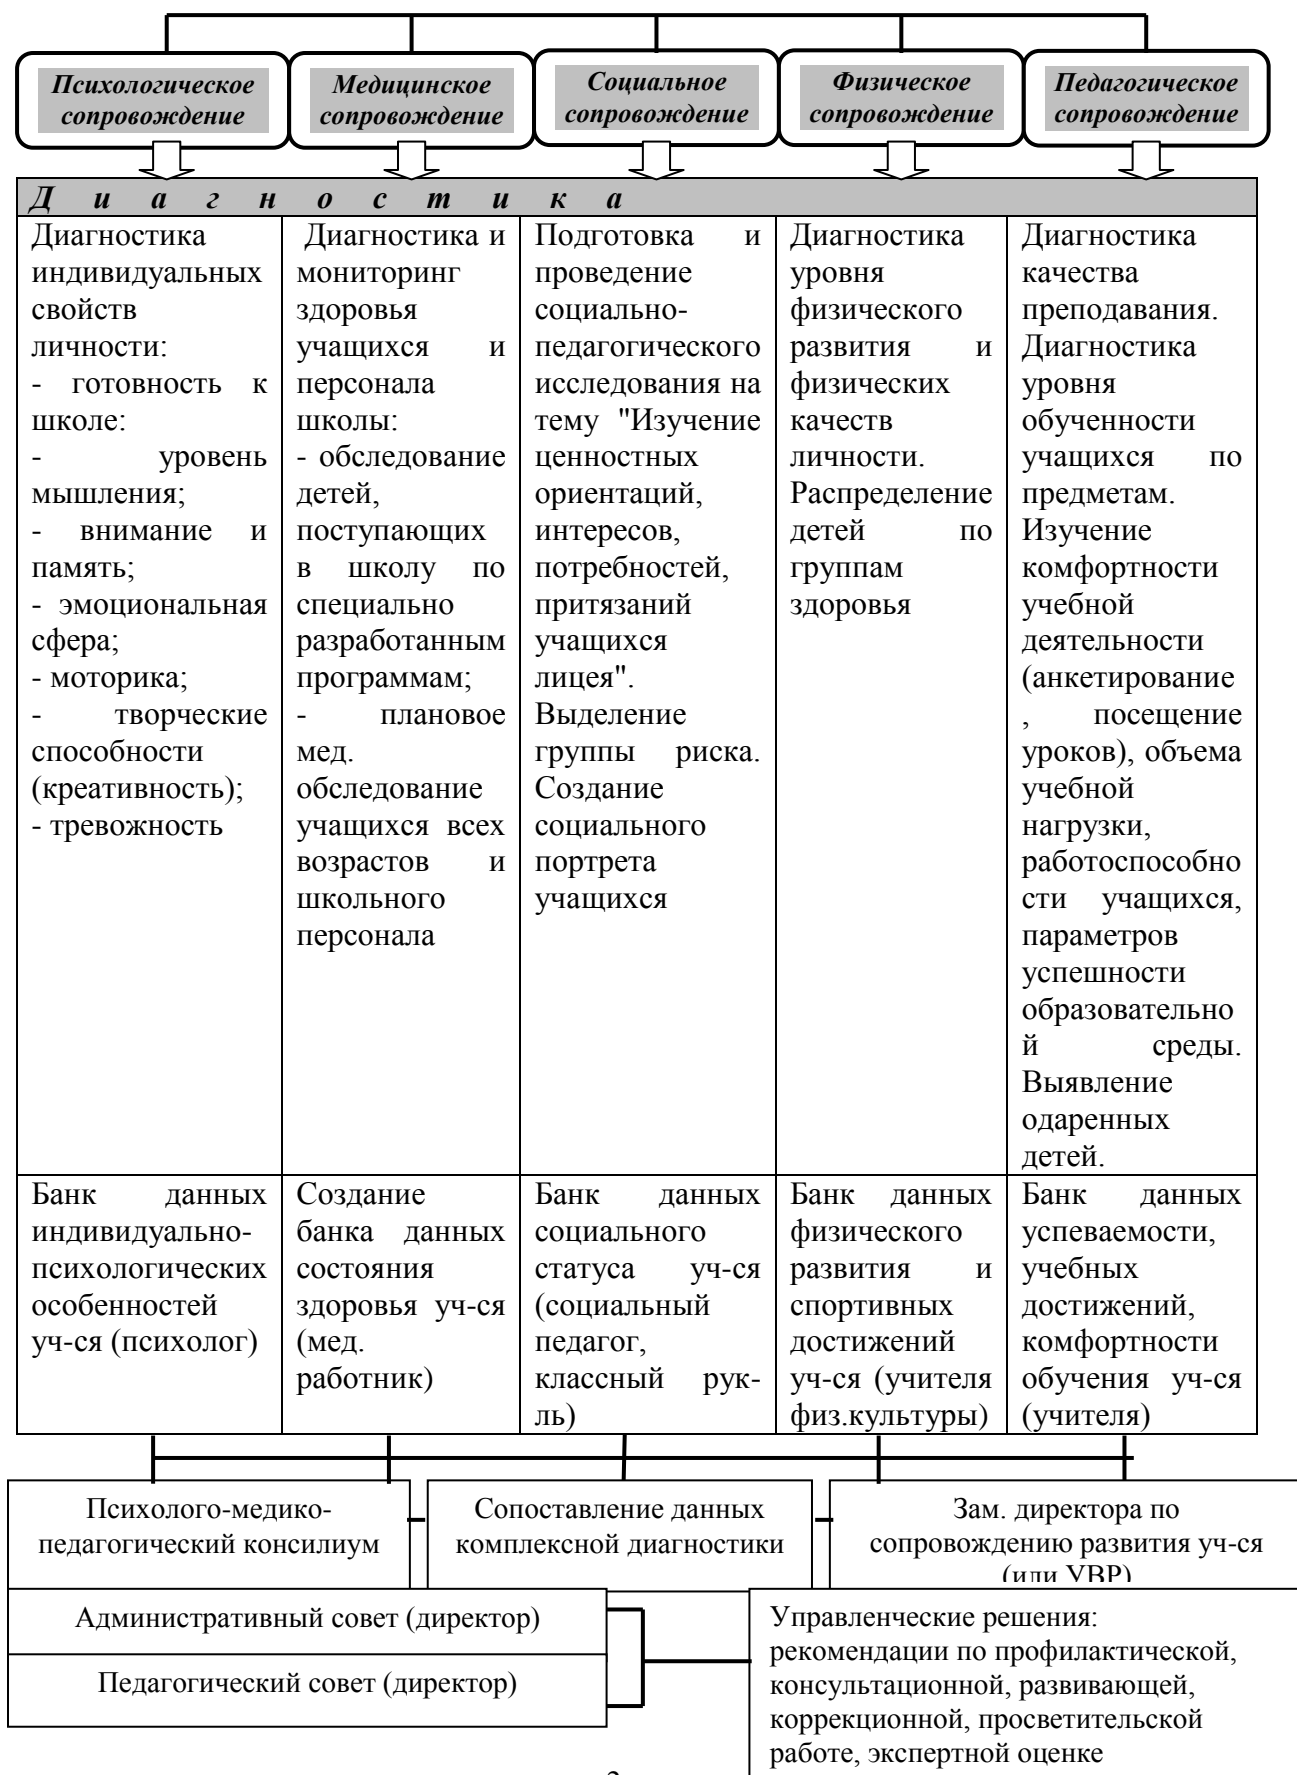 Психологическое
сопровождение
Медицинское
сопровождение
Социальное
сопровождение
Физическое
сопровождение
Педагогическое
сопровождение
Диагностика
Диагностика
индивидуальных
свойств
личности:
- готовность к
школе:
- уровень
мышления;
- внимание и
память;
- эмоциональная
сфера;
- моторика;
- творческие
способности
(креативность);
- тревожность
Диагностика и
мониторинг
здоровья
учащихся и
персонала
школы:
- обследование
детей,
поступающих
в школу по
специально
разработанным
программам;
- плановое
мед.
обследование
учащихся всех
возрастов и
школьного
персонала
Подготовка и
проведение
социально-
педагогического
исследования на
тему "Изучение
ценностных
ориентаций,
интересов,
потребностей,
притязаний
учащихся
лицея".
Выделение
группы риска.
Создание
социального
портрета
учащихся
Диагностика
уровня
физического
развития и
физических
качеств
личности.
Распределение
детей по
группам
здоровья
Диагностика
качества
преподавания.
Диагностика
уровня
обученности
учащихся по
предметам.
Изучение
комфортности
учебной
деятельности
(анкетирование
, посещение
уроков), объема
учебной
нагрузки,
работоспособно
сти учащихся,
параметров
успешности
образовательно
й среды.
Выявление
одаренных
детей.
Банк данных
индивидуально-
психологических
особенностей
уч-ся (психолог)
Создание
банка данных
состояния
здоровья уч-ся
(мед.
работник)
Банк данных
социального
статуса уч-ся
(социальный
педагог,
классный рук-
ль)
Банк данных
физического
развития и
спортивных
достижений
уч-ся (учителя
физ.культуры)
Банк данных
успеваемости,
учебных
достижений,
комфортности
обучения уч-ся
(учителя)
Психолого-медико-
педагогический консилиум
Сопоставление данных
комплексной диагностики
Зам. директора по
сопровождению развития уч-ся
(или УВР)
Административный совет (директор)
Педагогический совет (директор)
Управленческие решения:
рекомендации по профилактической,
консультационной, развивающей,
коррекционной, просветительской
работе, экспертной оценке